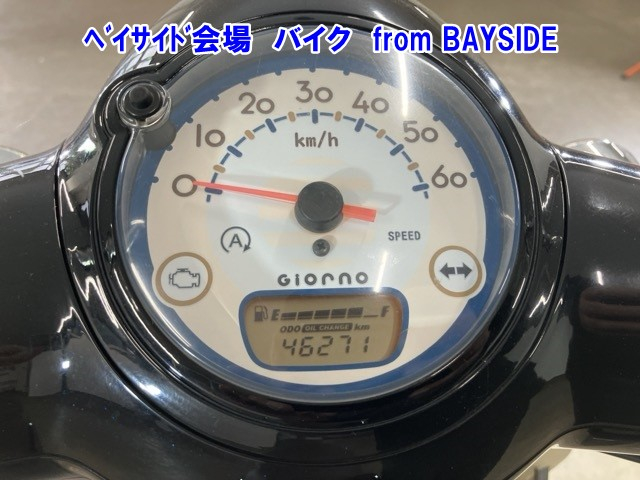 ﾍﾞｲｻｲﾄﾞ会場　バイク　from BAYSIDE
0 10 20 30 40 50 60
km/h
A
SPEED
GIORNO
E F
ODO OIL CHANGE km
46271